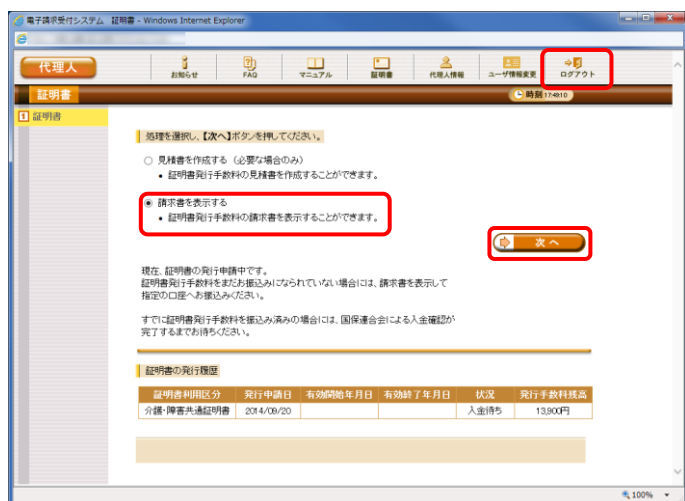 電子請求受付システム 証明書 - Windows Internet Explorer
代理人
お知らせ
FAQ
マニュアル
証明書
代理人情報
ユーザ情報変更
ログアウト
証明書
時刻 17:49:10
1 証明書
処理を選択し、【次へ】ボタンを押してください。
見積書を作成する（必要な場合のみ）
• 証明書発行手数料の見積書を作成することができます。
請求書を表示する
• 証明書発行手数料の請求書を表示することができます。
次へ
現在、証明書の発行申請中です。
証明書発行手数料をまだお振込みになられていない場合には、請求書を表示して
指定の口座へお振込みください。
すでに証明書発行手数料を振込み済みの場合には、国保連合会による入金確認が
完了するまでお待ちください。
証明書の発行履歴
証明書利用区分 発行申請日 有効開始年月日 有効終了年月日 状況 発行手数料残高
介護・障害共通証明書 2014/09/20 入金待ち 13,900円
100%